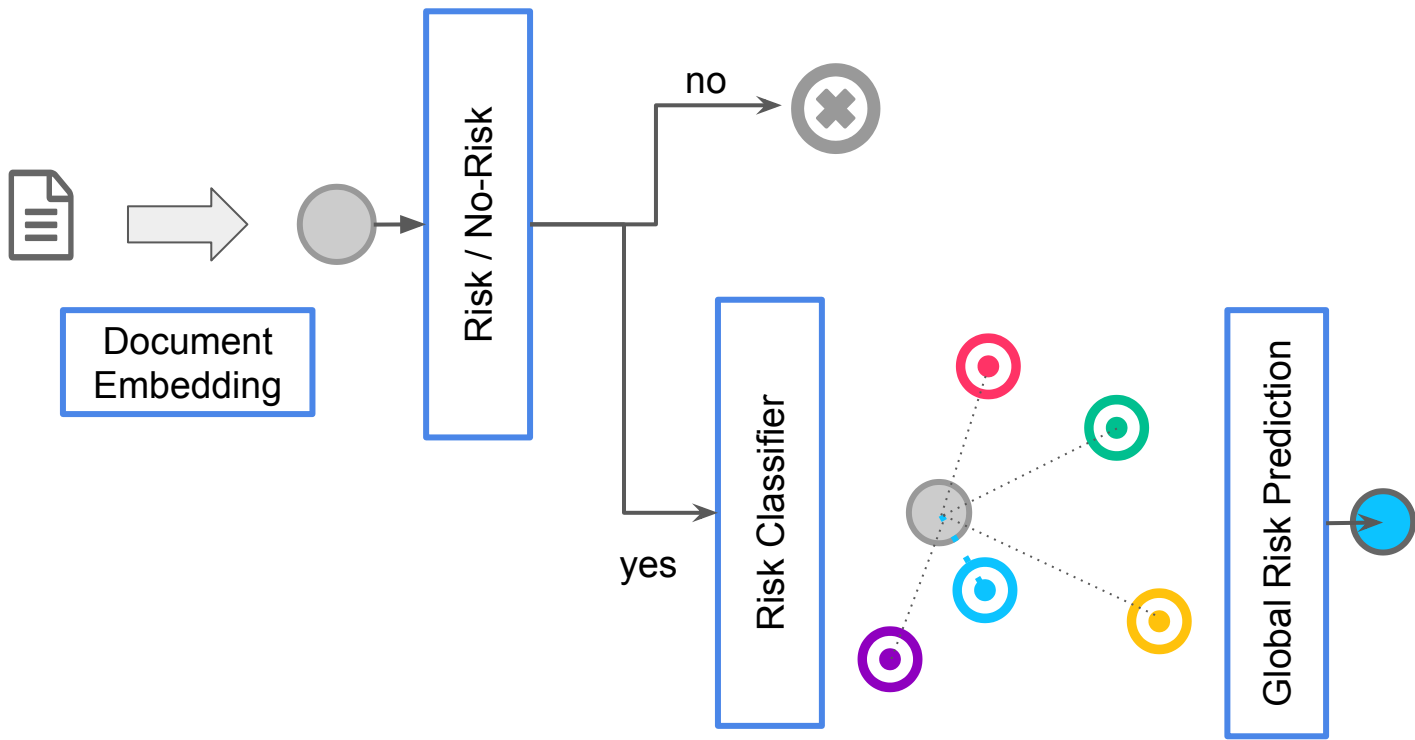 Document
Embedding
Risk / No-Risk
no
yes
Risk Classifier
Global Risk Prediction